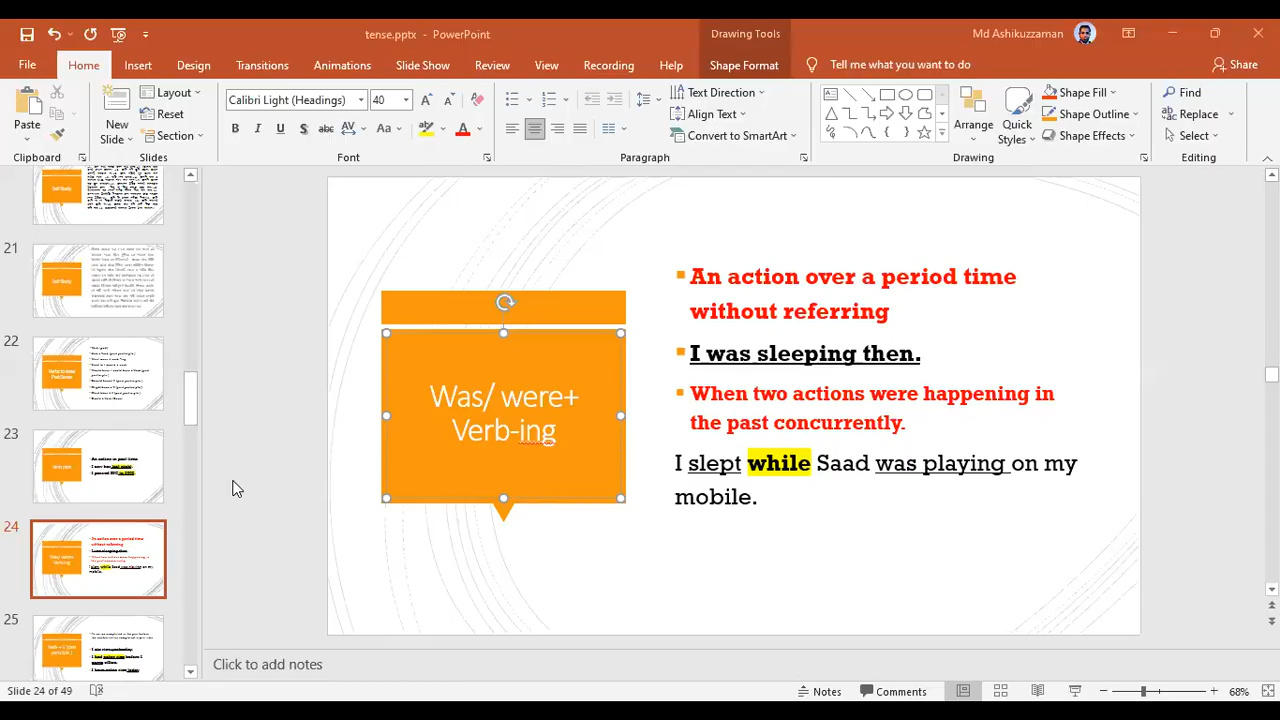 tense.pptx - PowerPoint
Drawing Tools
Md Ashikuzzaman
File Home Insert Design Transitions Animations Slide Show Review View Recording Help Shape Format Tell me what you want to do Share
Paste
Clipboard
New Slide
Layout
Reset
Section
Slides
Calibri Light (Headings) 40
B I U S abc AV Aa A
Font
Text Direction
Align Text
Convert to SmartArt
Paragraph
Arrange
Quick Styles
Shape Fill
Shape Outline
Shape Effects
Drawing
Find
Replace
Select
Editing
21
22
23
24
25
Was/ were+
Verb-ing
An action over a period time
without referring
I was sleeping then.
When two actions were happening in
the past concurrently.
I slept while Saad was playing on my
mobile.
Click to add notes
Slide 24 of 49
Notes
Comments
68%